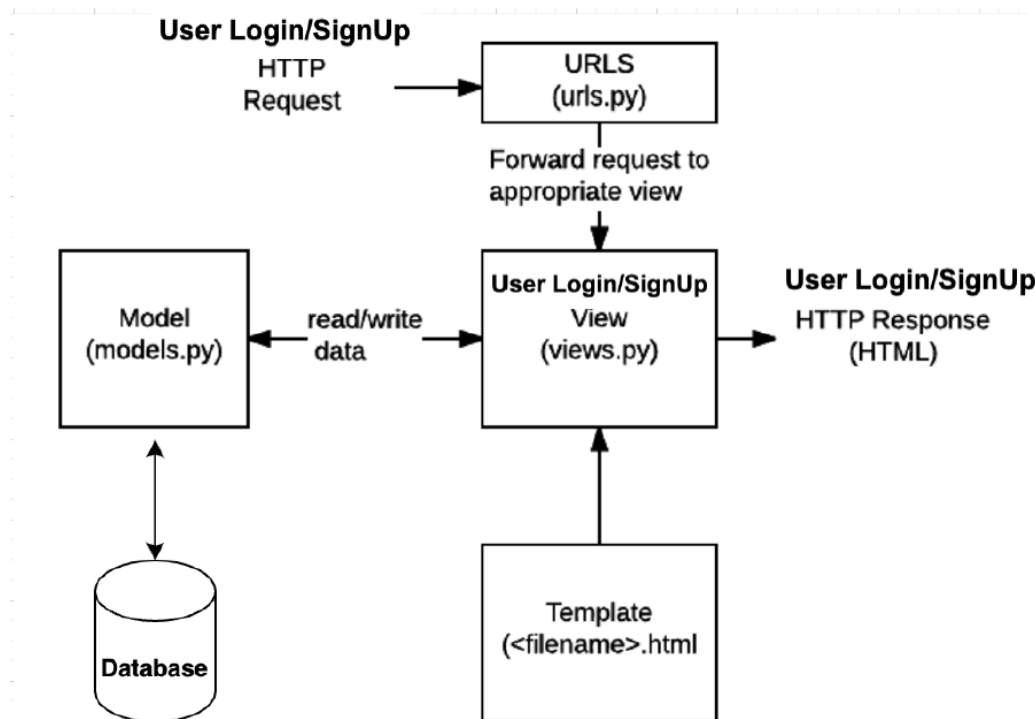 User Login/SignUp
HTTP
Request
URLS
(urls.py)
Forward request to
appropriate view
Model
(models.py)
read/write
data
User Login/SignUp
View
(views.py)
User Login/SignUp
HTTP Response
(HTML)
Template
(<filename>.html
Database